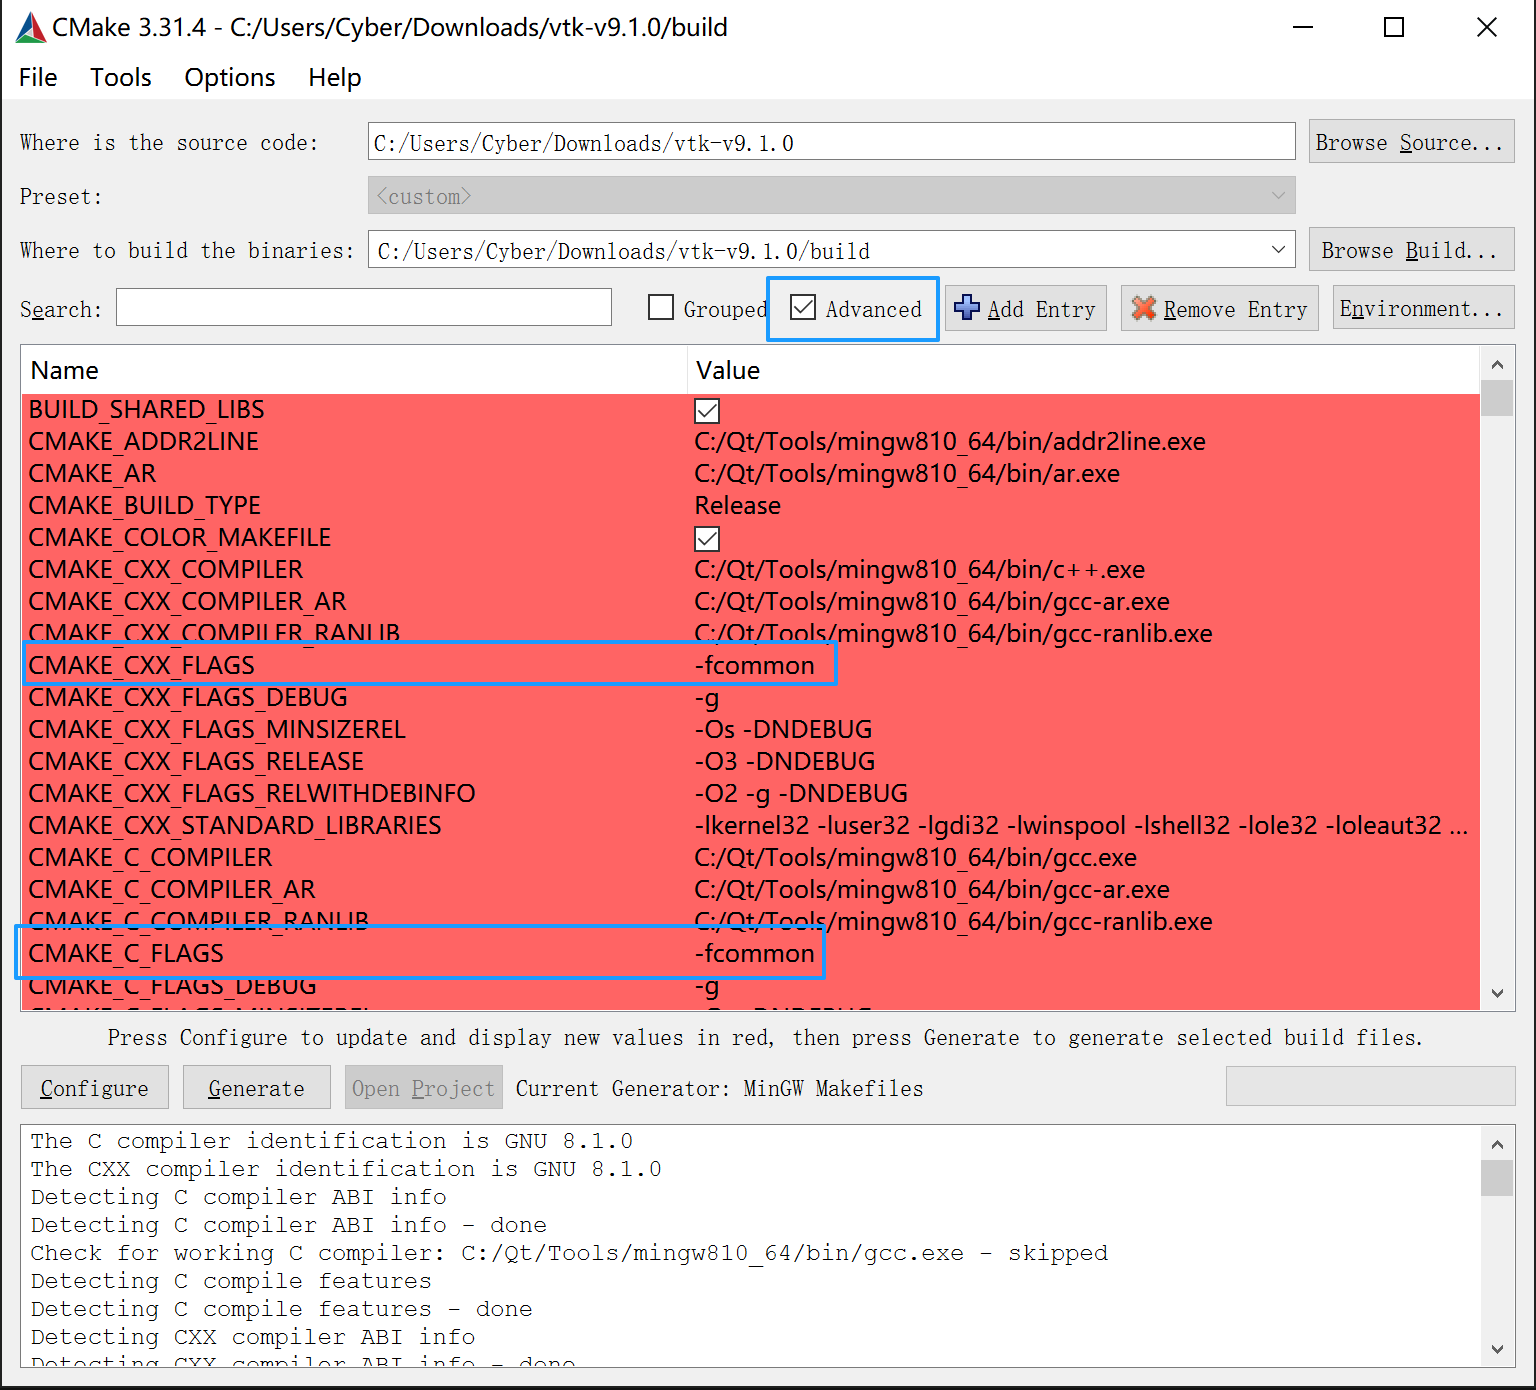 CMake 3.31.4 - C:/Users/Cyber/Downloads/vtk-v9.1.0/build
File Tools Options Help
Where is the source code: C:/Users/Cyber/Downloads/vtk-v9.1.0 Browse Source...
Preset: <custom>
Where to build the binaries: C:/Users/Cyber/Downloads/vtk-v9.1.0/build Browse Build...
Search: Grouped Advanced Add Entry Remove Entry Environment...
Name Value
BUILD_SHARED_LIBS
CMAKE_ADDR2LINE C:/Qt/Tools/mingw810_64/bin/addr2line.exe
CMAKE_AR C:/Qt/Tools/mingw810_64/bin/ar.exe
CMAKE_BUILD_TYPE Release
CMAKE_COLOR_MAKEFILE
CMAKE_CXX_COMPILER C:/Qt/Tools/mingw810_64/bin/c++.exe
CMAKE_CXX_COMPILER_AR C:/Qt/Tools/mingw810_64/bin/gcc-ar.exe
CMAKE_CXX_COMPILER_RANLIB C:/Qt/Tools/mingw810_64/bin/gcc-ranlib.exe
CMAKE_CXX_FLAGS -fcommon
CMAKE_CXX_FLAGS_DEBUG -g
CMAKE_CXX_FLAGS_MINSIZEREL -Os -DNDEBUG
CMAKE_CXX_FLAGS_RELEASE -O3 -DNDEBUG
CMAKE_CXX_FLAGS_RELWITHDEBINFO -O2 -g -DNDEBUG
CMAKE_CXX_STANDARD_LIBRARIES -lkernel32 -luser32 -lgdi32 -lwinspool -lshell32 -lole32 -loleaut32 ...
CMAKE_C_COMPILER C:/Qt/Tools/mingw810_64/bin/gcc.exe
CMAKE_C_COMPILER_AR C:/Qt/Tools/mingw810_64/bin/gcc-ar.exe
CMAKE_C_COMPILER_RANLIB C:/Qt/Tools/mingw810_64/bin/gcc-ranlib.exe
CMAKE_C_FLAGS -fcommon
CMAKE_C_FLAGS_DEBUG -g
Press Configure to update and display new values in red, then press Generate to generate selected build files.
Configure Generate Open Project Current Generator: MinGW Makefiles
The C compiler identification is GNU 8.1.0
The CXX compiler identification is GNU 8.1.0
Detecting C compiler ABI info
Detecting C compiler ABI info - done
Check for working C compiler: C:/Qt/Tools/mingw810_64/bin/gcc.exe - skipped
Detecting C compile features
Detecting C compile features - done
Detecting CXX compiler ABI info
Detecting CXX compiler ABI info - done